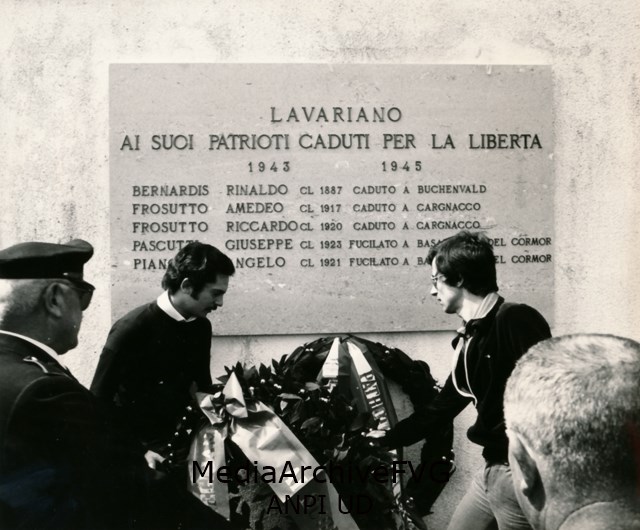 LAVARIANO
AI SUOI PATRIOTI CADUTI PER LA LIBERTA
1943 1945
BERNARDIS RINALDO CL 1887 CADUTO A BUCHENVALD
FROSUTTO AMEDEO CL 1917 CADUTO A CARGNACCO
FROSUTTO RICCARDO CL 1920 CADUTO A CARGNACCO
PASCUTTI GIUSEPPE CL 1923 FUCILATO A DEL CORMOR
CL 1921 FUCILATO A DEL CORMOR
MediaArchiveFVG
ANPI UD